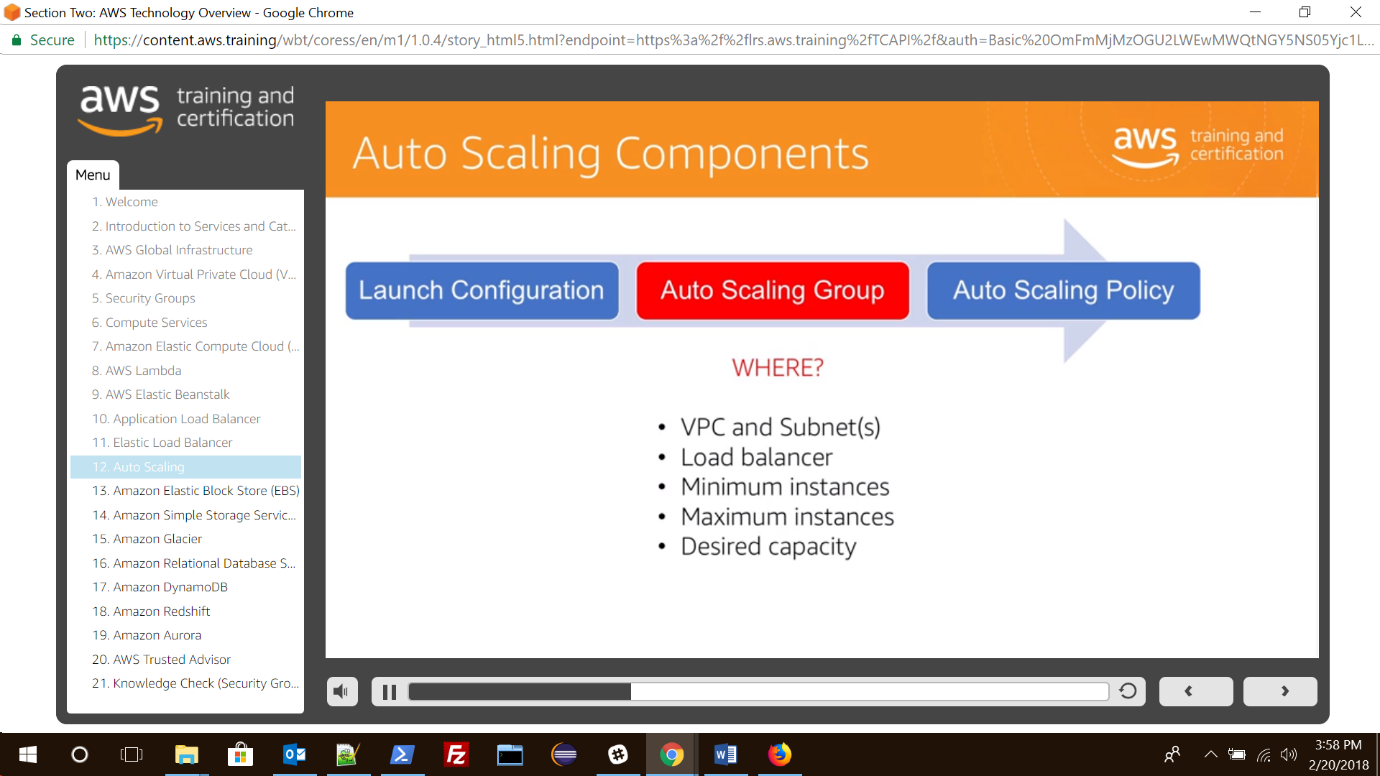 Section Two: AWS Technology Overview - Google Chrome
Secure
https://content.aws.training/wbt/coress/en/m1/1.0.4/story_html5.html?endpoint=https%3a%2f%2flrs.aws.training%2fTCAPI%2f&auth=Basic%20OmFmMjMzOGU2LWEwMWQtNGY5NS05Yjc1L...
aws training and certification
Menu
1. Welcome
2. Introduction to Services and Cat...
3. AWS Global Infrastructure
4. Amazon Virtual Private Cloud (V...
5. Security Groups
6. Compute Services
7. Amazon Elastic Compute Cloud (...
8. AWS Lambda
9. AWS Elastic Beanstalk
10. Application Load Balancer
11. Elastic Load Balancer
12. Auto Scaling
13. Amazon Elastic Block Store (EBS)
14. Amazon Simple Storage Servic...
15. Amazon Glacier
16. Amazon Relational Database S...
17. Amazon DynamoDB
18. Amazon Redshift
19. Amazon Aurora
20. AWS Trusted Advisor
21. Knowledge Check (Security Gro...
Auto Scaling Components
aws training and certification
Launch Configuration
Auto Scaling Group
Auto Scaling Policy
WHERE?
• VPC and Subnet(s)
• Load balancer
• Minimum instances
• Maximum instances
• Desired capacity
3:58 PM
2/20/2018